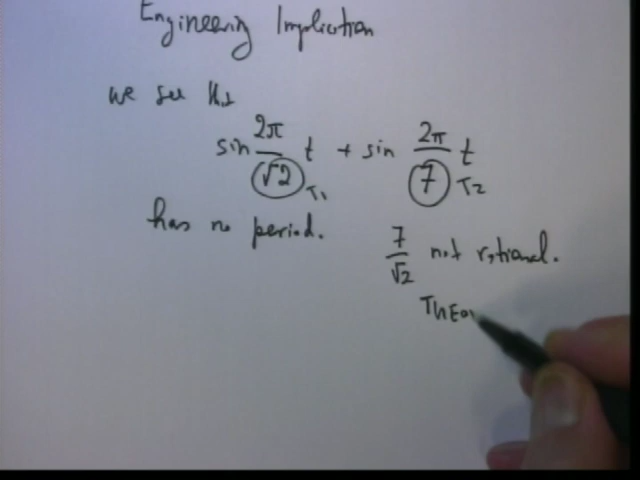 Engineering Implication
we see that
sin 2π/√2 t + sin 2π/7 t
T1 T2
has no period.
7/√2 not rational.
Theo